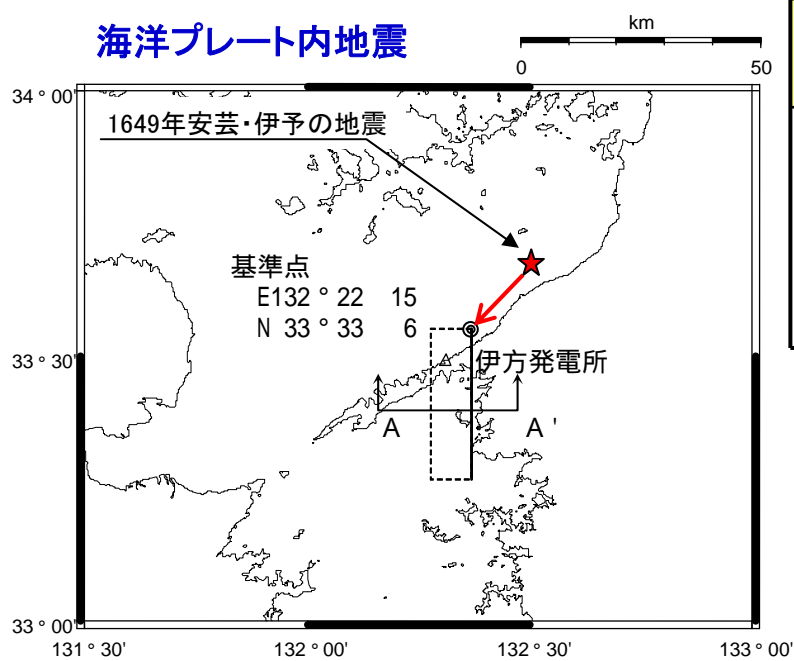 海洋プレート内地震
km
0 50
34 ° 00'
1649年安芸・伊予の地震
基準点
E132 ° 22 15
N 33 ° 33 6
33 ° 30'
伊方発電所
A A '
33 ° 00'
131 ° 30' 132 ° 00' 132 ° 30' 133 ° 00'